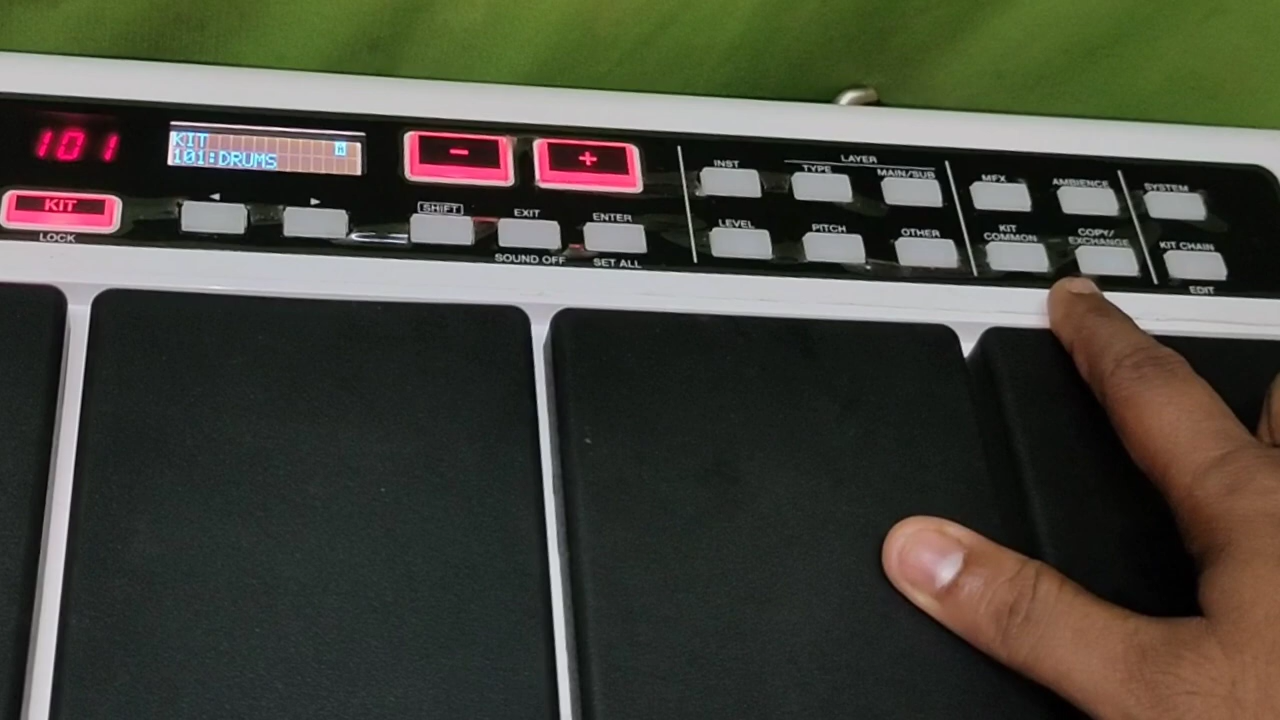 101
KIT
101:DRUMS
M
-
+
KIT
LOCK
SHIFT
EXIT
ENTER
SOUND OFF
SET ALL
INST
LAYER
TYPE
MAIN/SUB
LEVEL
PITCH
OTHER
MFX
AMBIENCE
KIT
COMMON
COPY/
EXCHANGE
SYSTEM
KIT CHAIN
EDIT